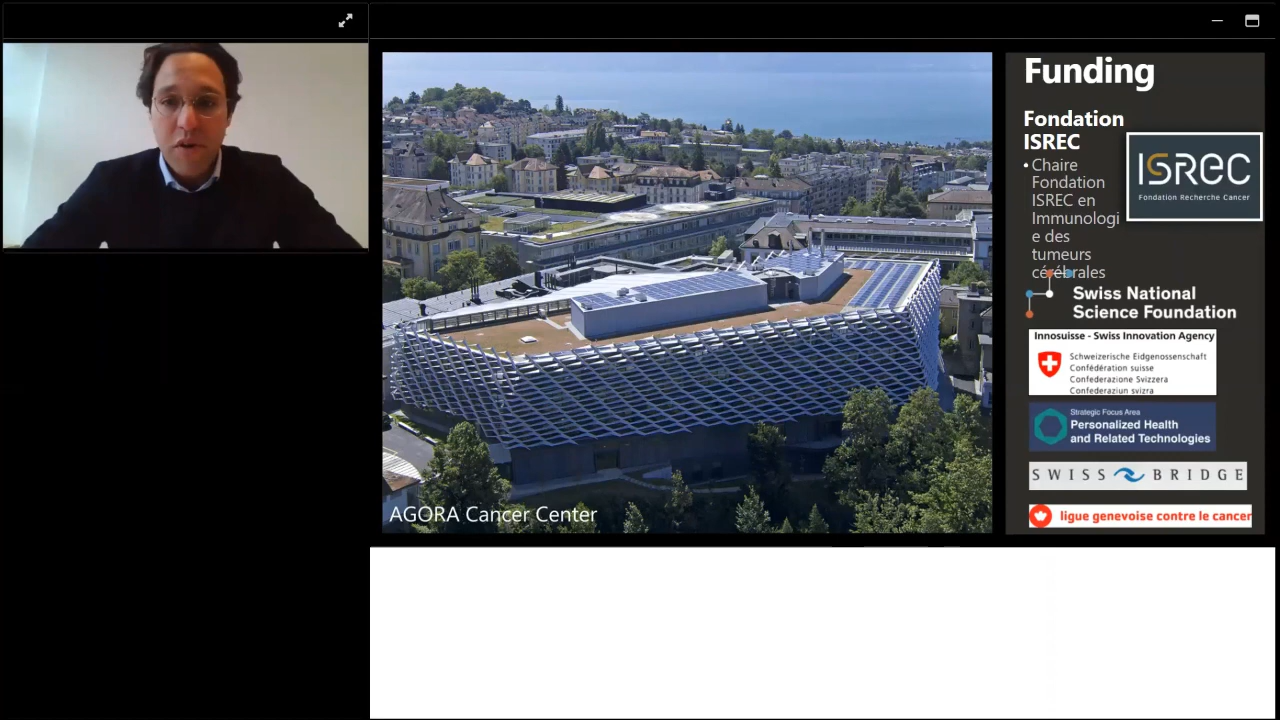 Funding
Fondation
ISREC
• Chaire
Fondation
ISREC en
Immunologi
e des
tumeurs
cérébrales
ISREC
Fondation Recherche Cancer
Swiss National
Science Foundation
Innosuisse - Swiss Innovation Agency
Schweizerische Eidgenossenschaft
Confédération suisse
Confederazione Svizzera
Confederaziun svizra
Strategic Focus Area
Personalized Health
and Related Technologies
SWISS BRIDGE
ligue genevoise contre le cancer
AGORA Cancer Center